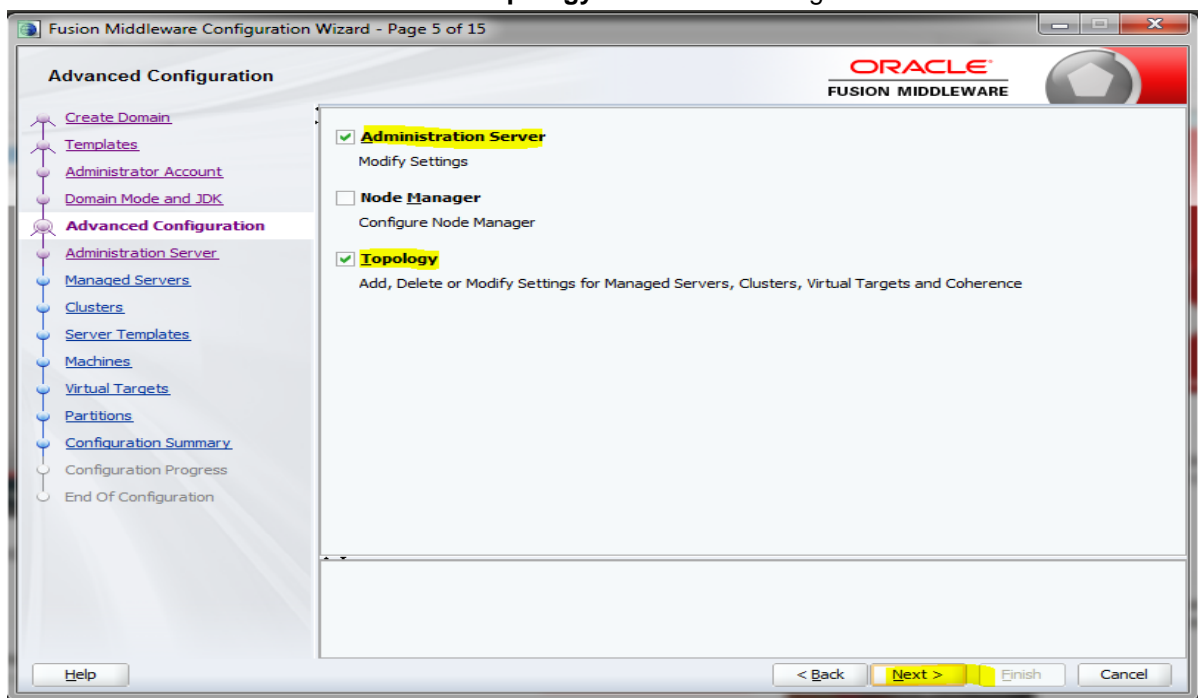 Topology
Fusion Middleware Configuration Wizard - Page 5 of 15
Advanced Configuration
ORACLE
FUSION MIDDLEWARE
Create Domain
Templates
Administrator Account
Domain Mode and JDK
Advanced Configuration
Administration Server
Managed Servers
Clusters
Server Templates
Machines
Virtual Targets
Partitions
Configuration Summary
Configuration Progress
End Of Configuration
Administration Server
Modify Settings
Node Manager
Configure Node Manager
Topology
Add, Delete or Modify Settings for Managed Servers, Clusters, Virtual Targets and Coherence
Help
< Back
Next >
Finish
Cancel